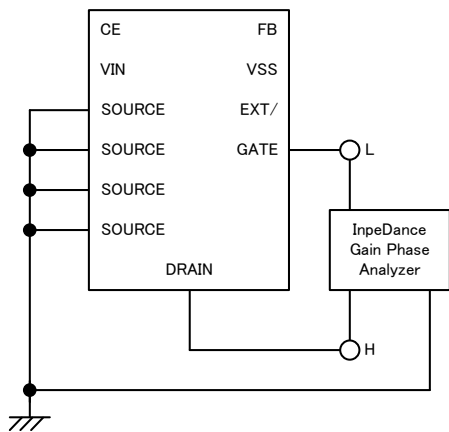 CE FB
VIN VSS
SOURCE EXT/
SOURCE GATE L
SOURCE
SOURCE
InpeDance
Gain Phase
Analyzer
DRAIN
H